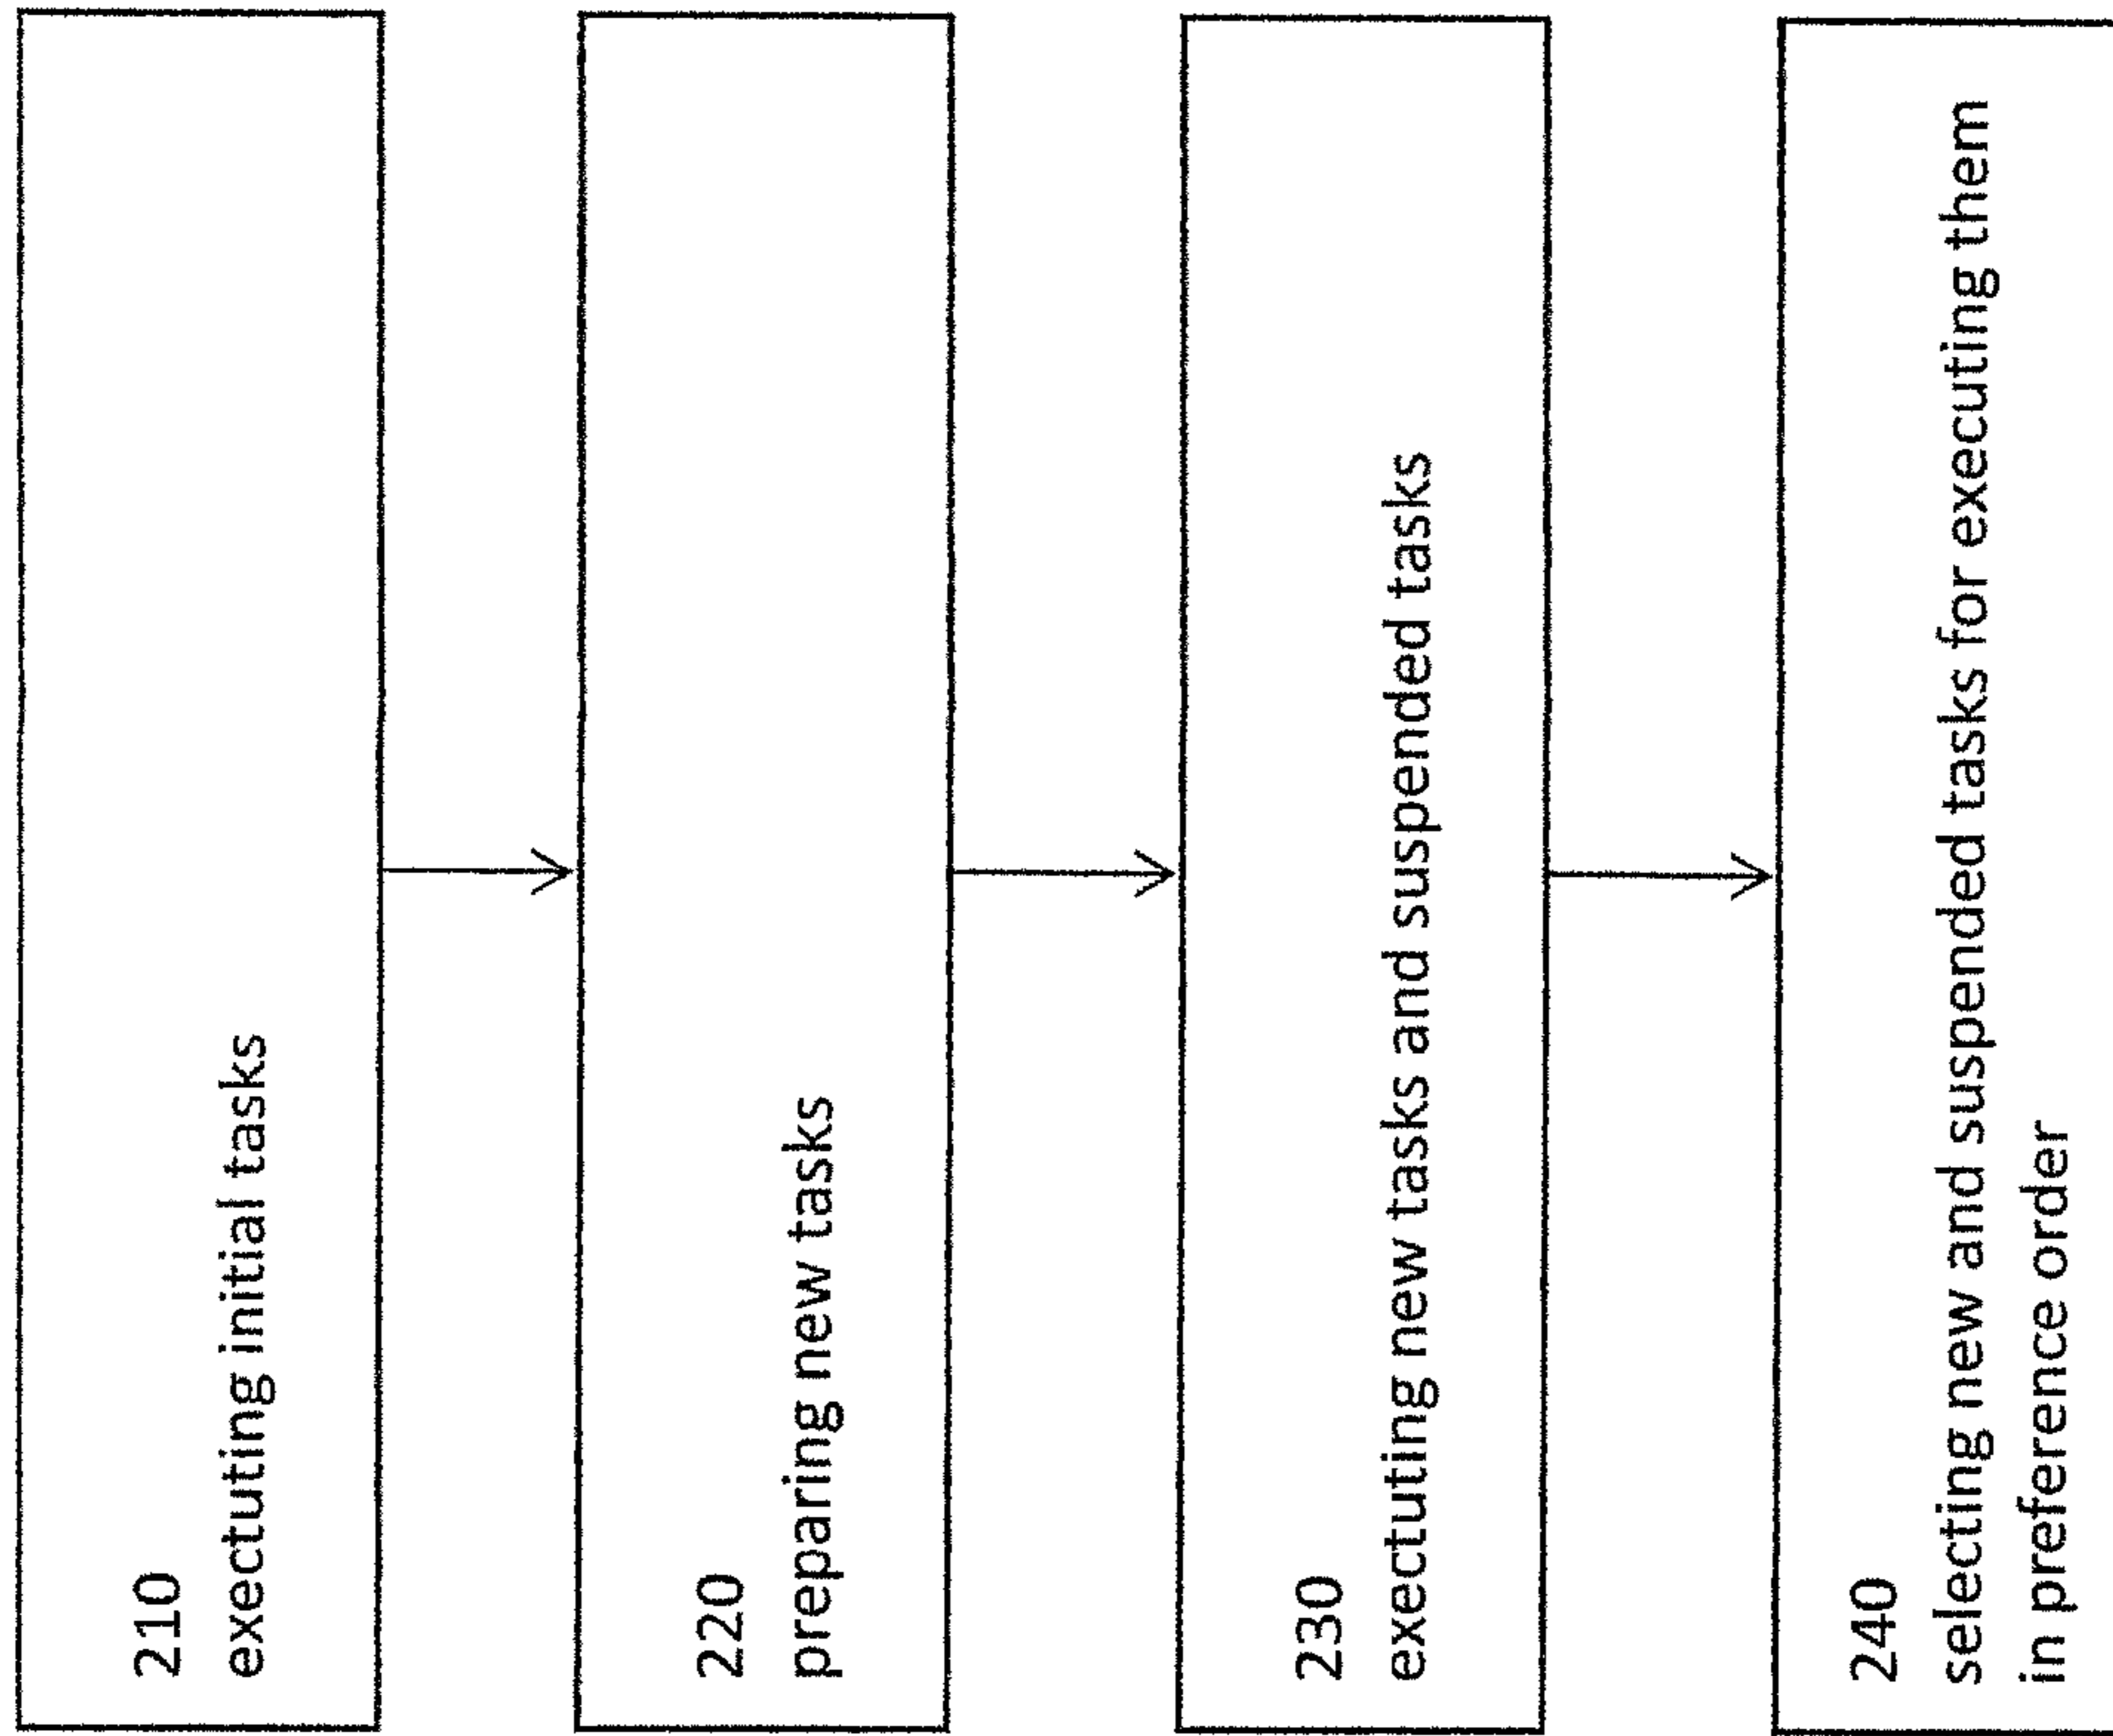 210
exectuting initial tasks
220
preparing new tasks
230
exectuting new tasks and suspended tasks
240
selecting new and suspended tasks for executing them
in preference order